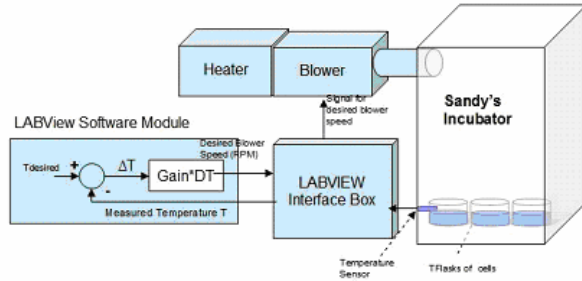 Heater
Blower
Signal for
desired blower
speed
Sandy's
Incubator
LABView Software Module
Desired Blower
Speed (RPM)
Tdesired
+
ΔT
Gain*DT
-
Measured Temperature T
LABVIEW
Interface Box
Temperature
Sensor
TFlasks of cells